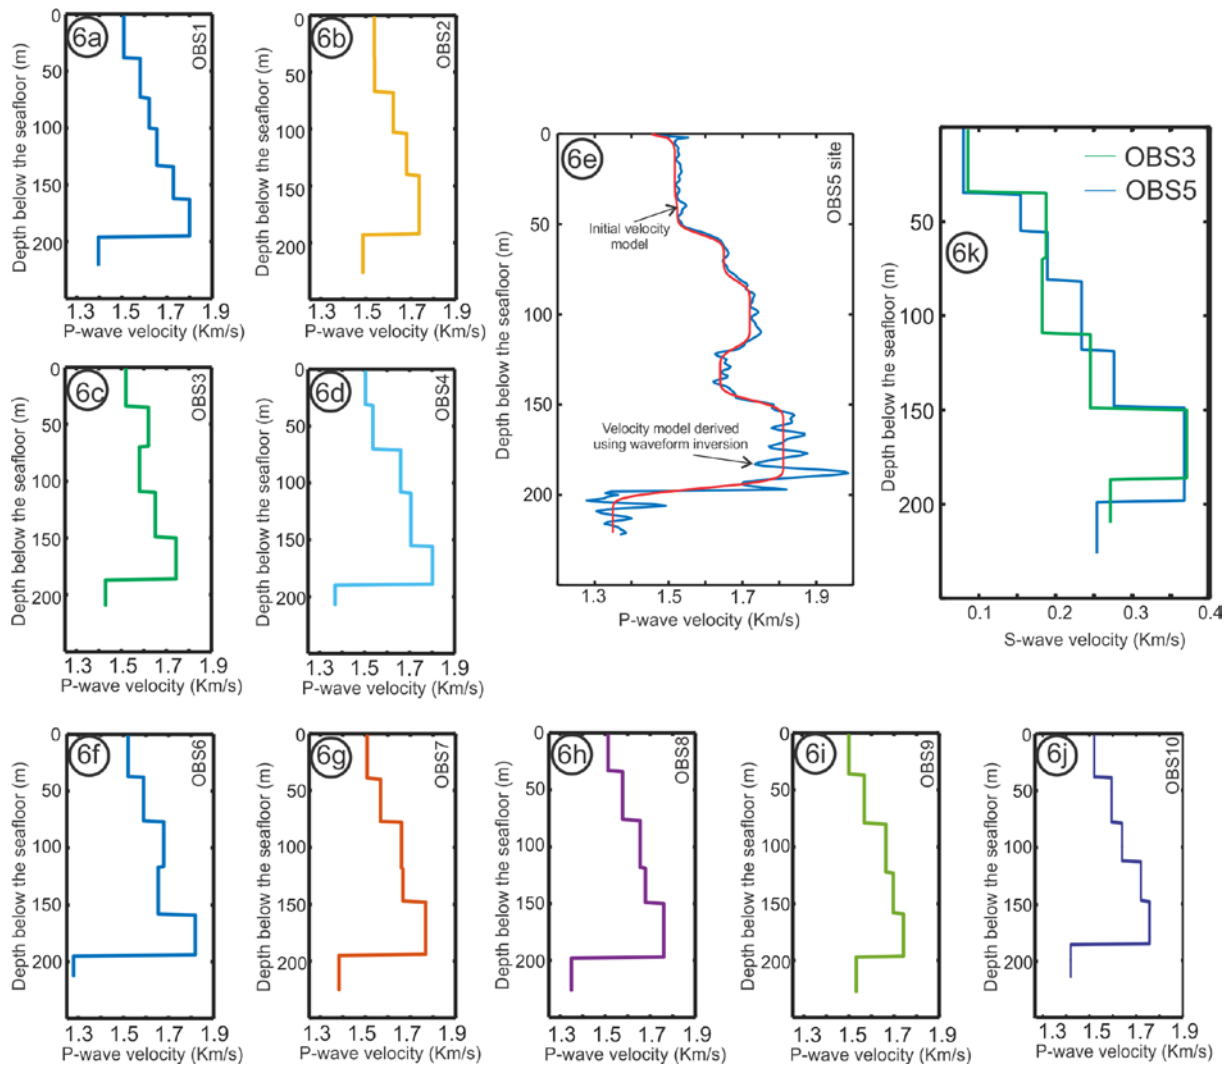 6a
OBS1
Depth below the seafloor (m)
0
50
100
150
200
1.3 1.5 1.7 1.9
P-wave velocity (Km/s)
6b
OBS2
Depth below the seafloor (m)
0
50
100
150
200
1.3 1.5 1.7 1.9
P-wave velocity (Km/s)
6c
OBS3
Depth below the seafloor (m)
0
50
100
150
200
1.3 1.5 1.7 1.9
P-wave velocity (Km/s)
6d
OBS4
Depth below the seafloor (m)
0
50
100
150
200
1.3 1.5 1.7 1.9
P-wave velocity (Km/s)
6e
OBS5 site
Initial velocity
model
Velocity model derived
using waveform inversion
Depth below the seafloor (m)
0
50
100
150
200
1.3 1.5 1.7 1.9
P-wave velocity (Km/s)
OBS3
OBS5
6k
Depth below the seafloor (m)
50
100
150
200
0.1 0.2 0.3 0.4
S-wave velocity (Km/s)
6f
OBS6
Depth below the seafloor (m)
0
50
100
150
200
1.3 1.5 1.7 1.9
P-wave velocity (Km/s)
6g
OBS7
Depth below the seafloor (m)
0
50
100
150
200
1.3 1.5 1.7 1.9
P-wave velocity (Km/s)
6h
OBS8
Depth below the seafloor (m)
0
50
100
150
200
1.3 1.5 1.7 1.9
P-wave velocity (Km/s)
6i
OBS9
Depth below the seafloor (m)
0
50
100
150
200
1.3 1.5 1.7 1.9
P-wave velocity (Km/s)
6j
OBS10
Depth below the seafloor (m)
0
50
100
150
200
1.3 1.5 1.7 1.9
P-wave velocity (Km/s)